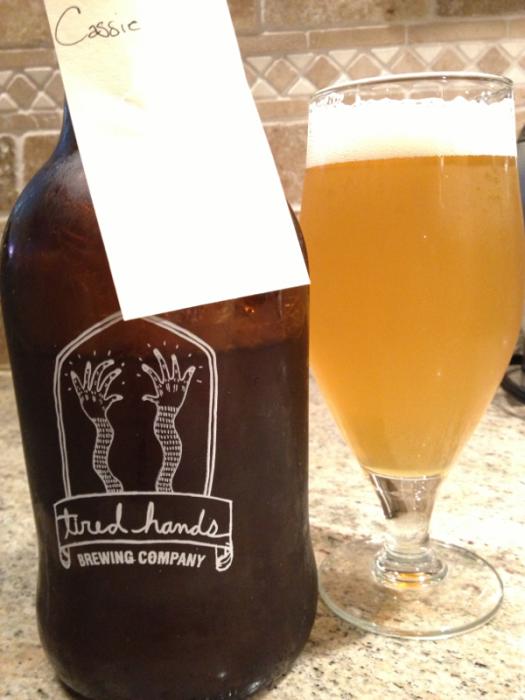 Cassie
tired hands
BREWING COMPANY